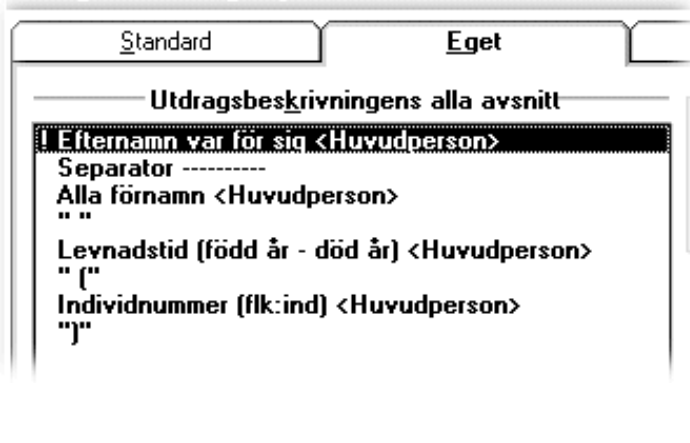 Standard
Eget
Utdragsbeskrivningens alla avsnitt
! Efternamn var för sig <Huvudperson>
Separator ----------
Alla förnamn <Huvudperson>
" "
Levnadstid (född år - död år) <Huvudperson>
" ("
Individnummer (flk:ind) <Huvudperson>
")"